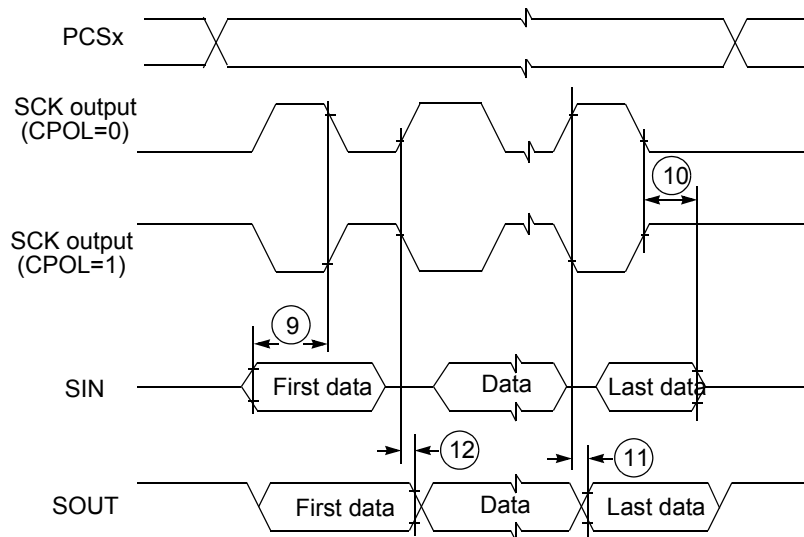 PCSx
SCK output
(CPOL=0)
10
SCK output
(CPOL=1)
9
SIN
First data
Data
Last data
12
11
SOUT
First data
Data
Last data